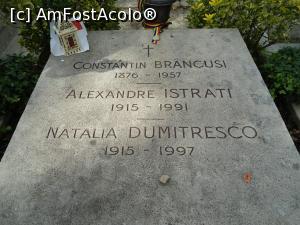 [c] AmFostAcolo®
CONSTANTIN BRANCUSI
1876 - 1957
ALEXANDRE ISTRATI
1915 - 1991
NATALIA DUMITRESCO
1915 - 1997